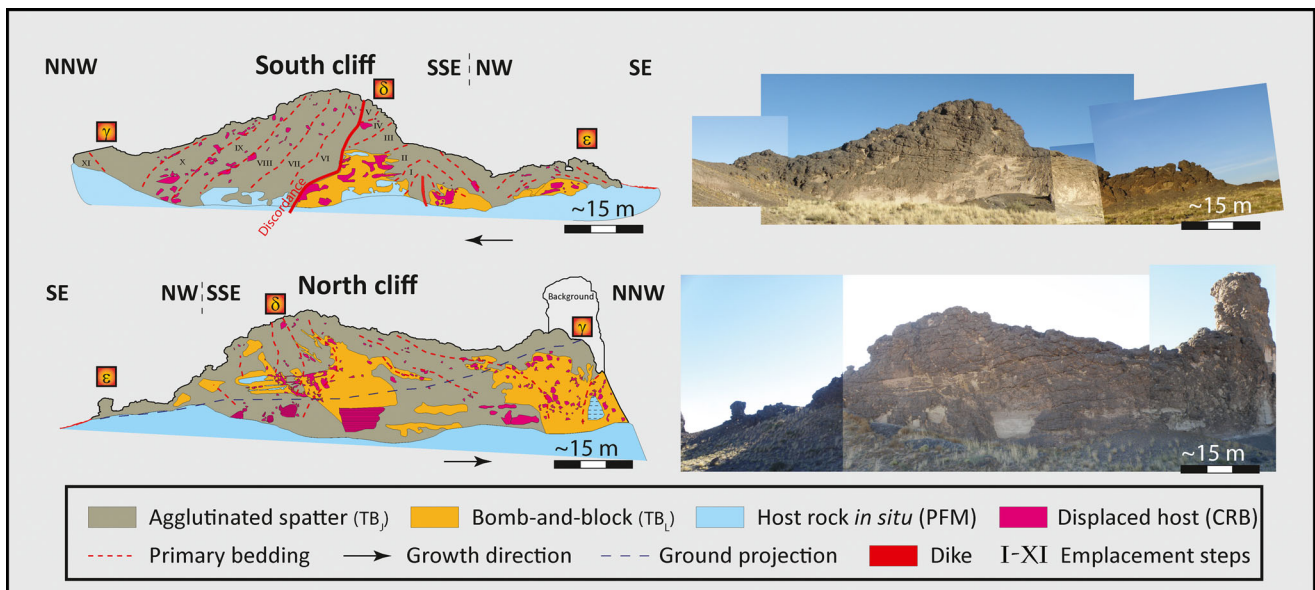 South cliff
NNW SSE NW SE
δ
γ ε
XI X IX VIII VII VI V V IV III II I
Discordance
~15 m
~15 m
North cliff
SE NW SSE NNW
Background
δ γ
ε
~15 m
~15 m
Agglutinated spatter (TBJ) Bomb-and-block (TBL) Host rock in situ (PFM) Displaced host (CRB)
Primary bedding Growth direction Ground projection Dike I-XI Emplacement steps